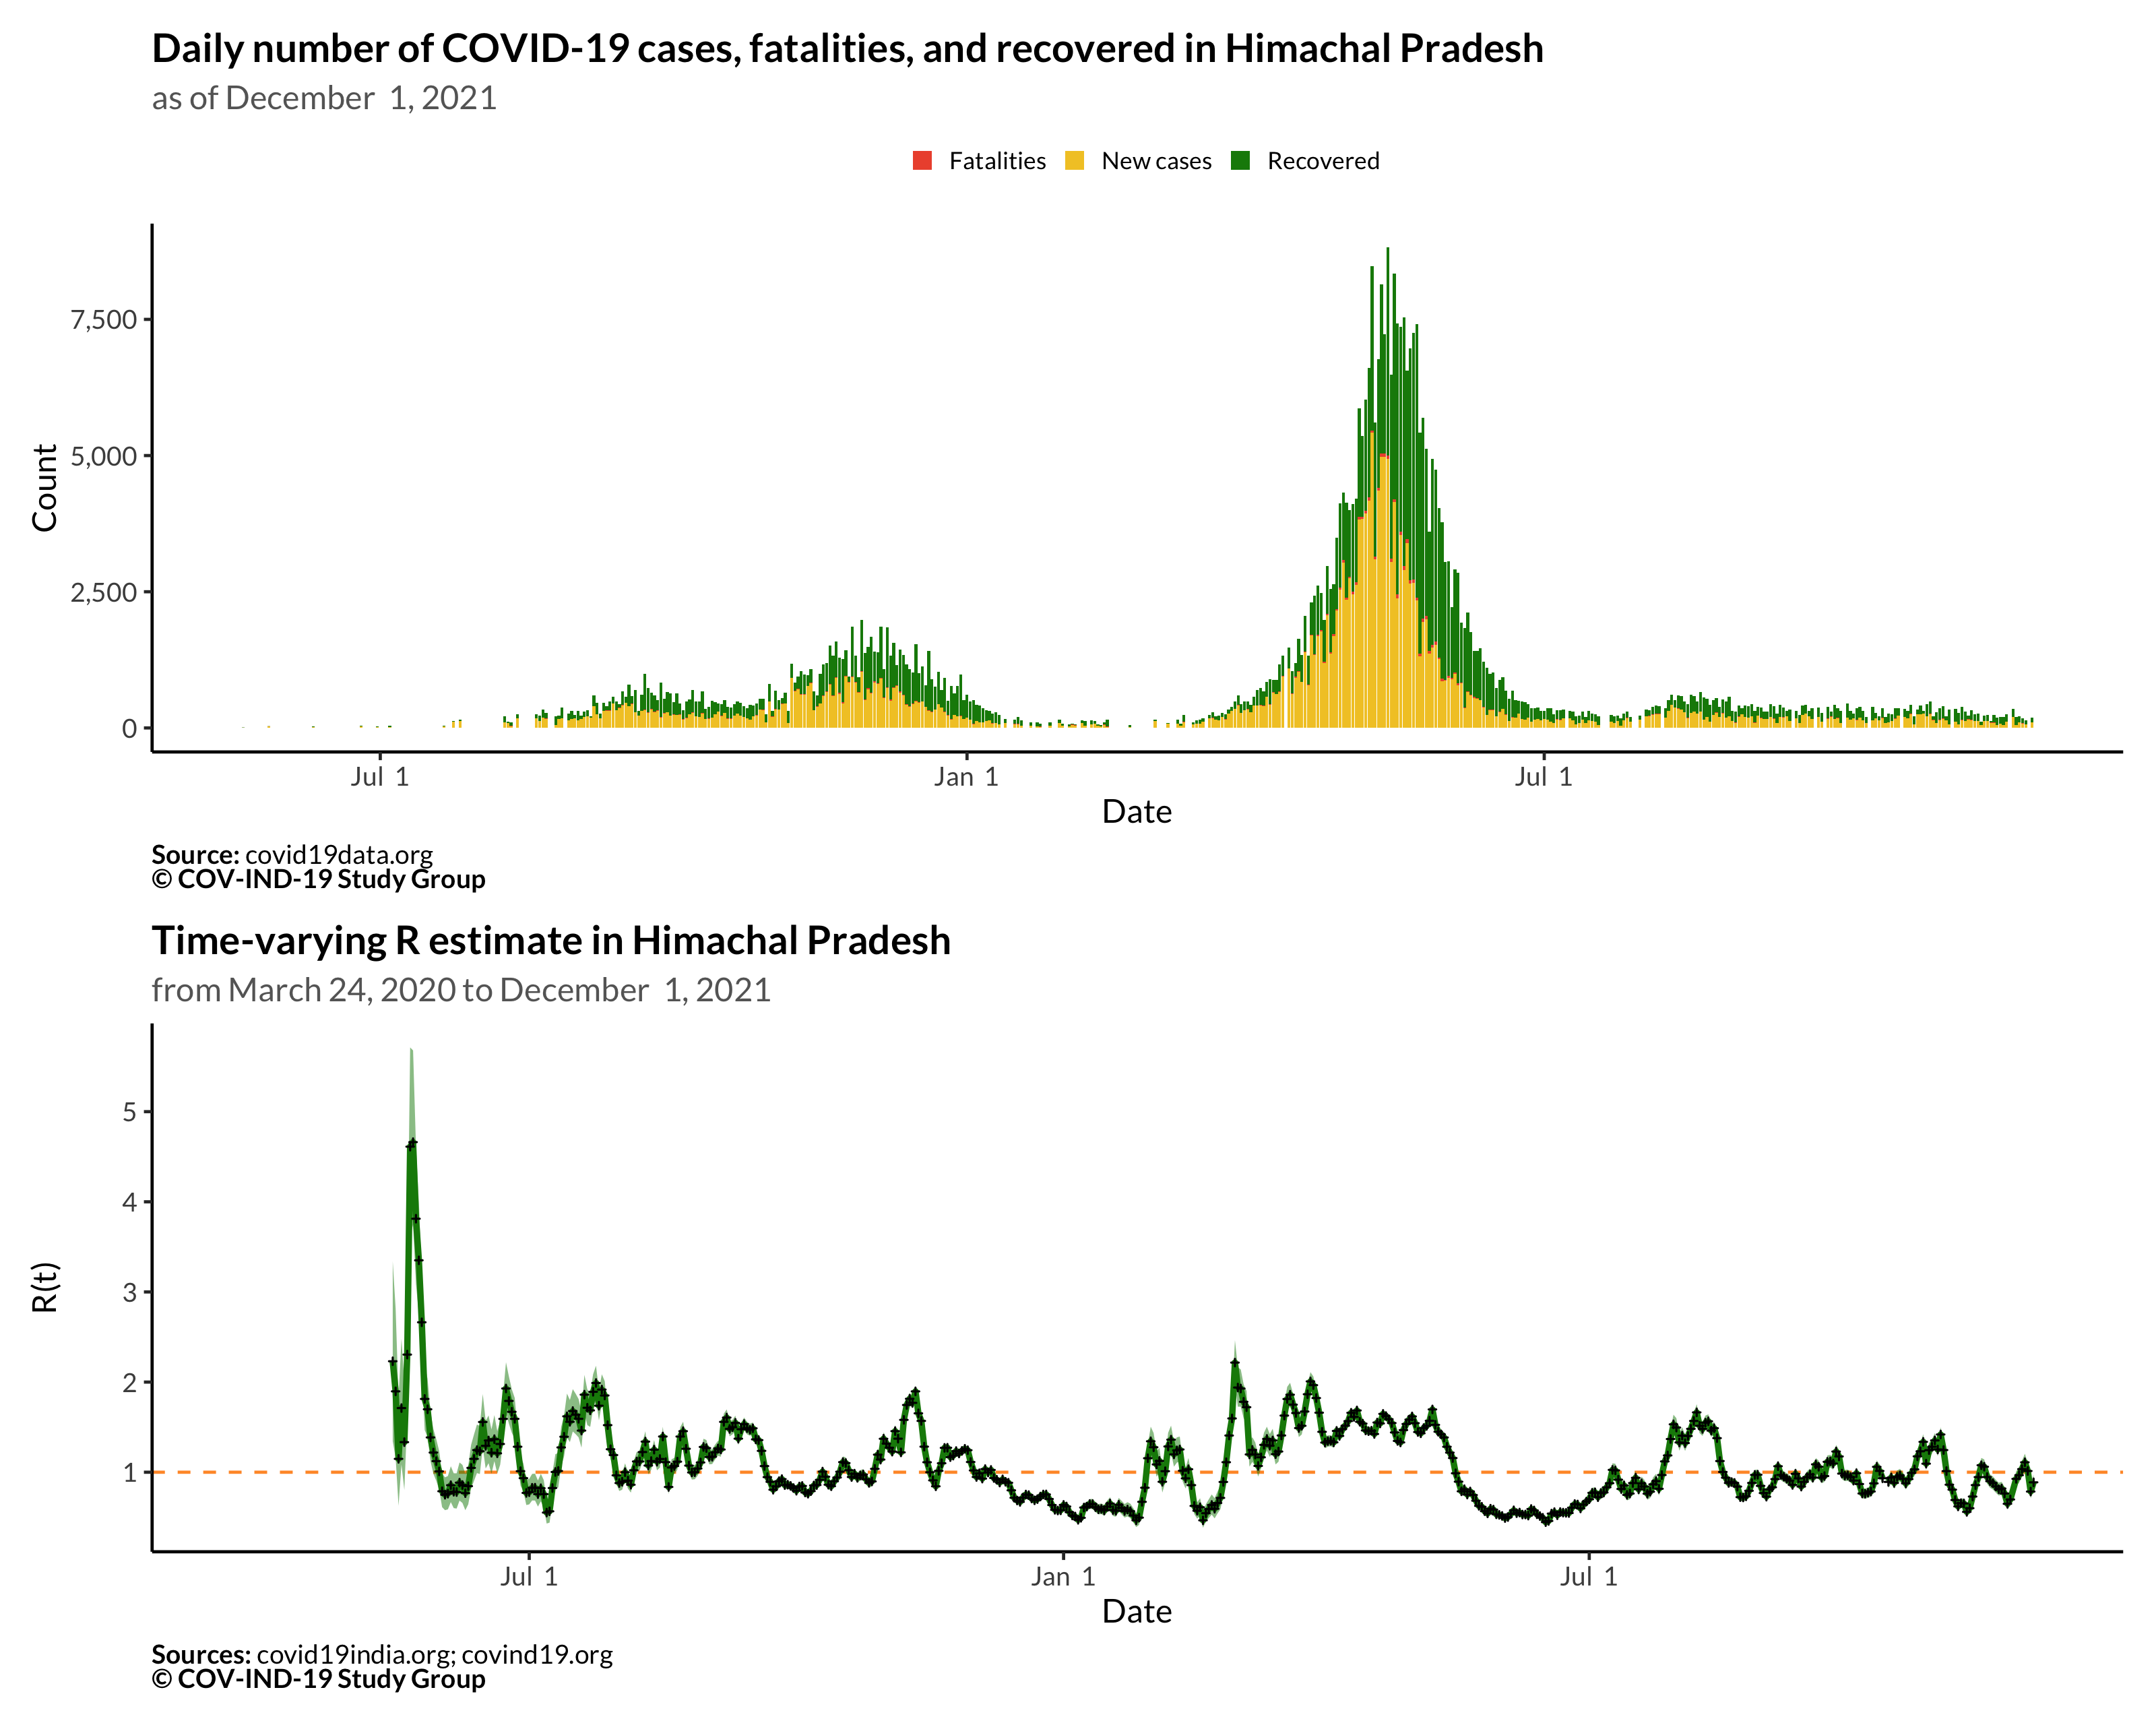 Daily number of COVID-19 cases, fatalities, and recovered in Himachal Pradesh
as of December  1, 2021
Fatalities New cases Recovered
7,500
5,000
2,500
0
Count
Jul  1 Jan  1 Jul  1
Date
Source: covid19data.org
© COV-IND-19 Study Group
Time-varying R estimate in Himachal Pradesh
from March 24, 2020 to December  1, 2021
5
4
3
2
1
R(t)
Jul  1 Jan  1 Jul  1
Date
Sources: covid19india.org; covind19.org
© COV-IND-19 Study Group